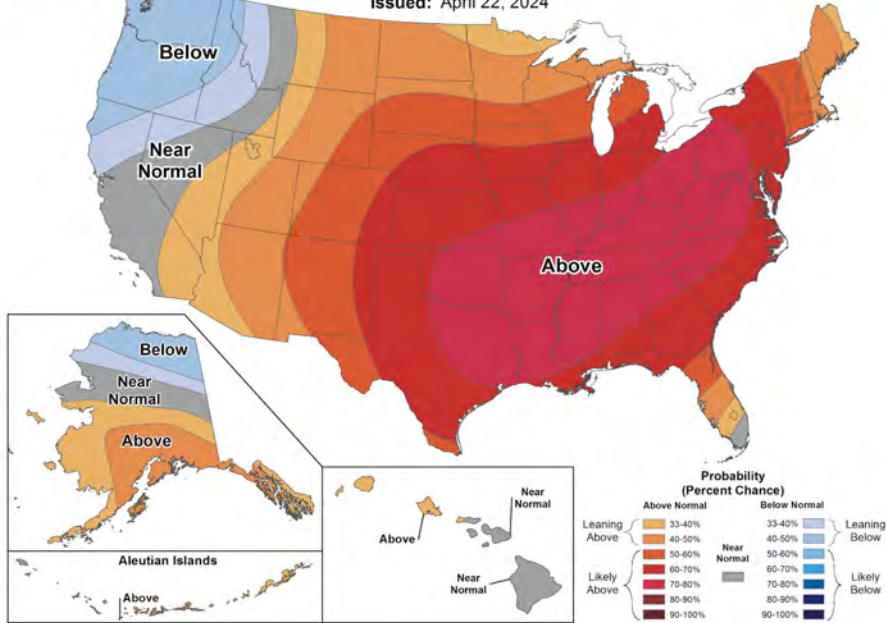 Issued: April 22, 2024
Below
Near
Normal
Above
Below
Near
Normal
Above
Aleutian Islands
Above
Above
Near
Normal
Near
Normal
Probability
(Percent Chance)
Above Normal
Below Normal
Leaning
Above
33-40%
40-50%
Likely
Above
50-60%
60-70%
70-80%
80-90%
90-100%
Near
Normal
33-40%
40-50%
Leaning
Below
50-60%
60-70%
70-80%
80-90%
90-100%
Likely
Below